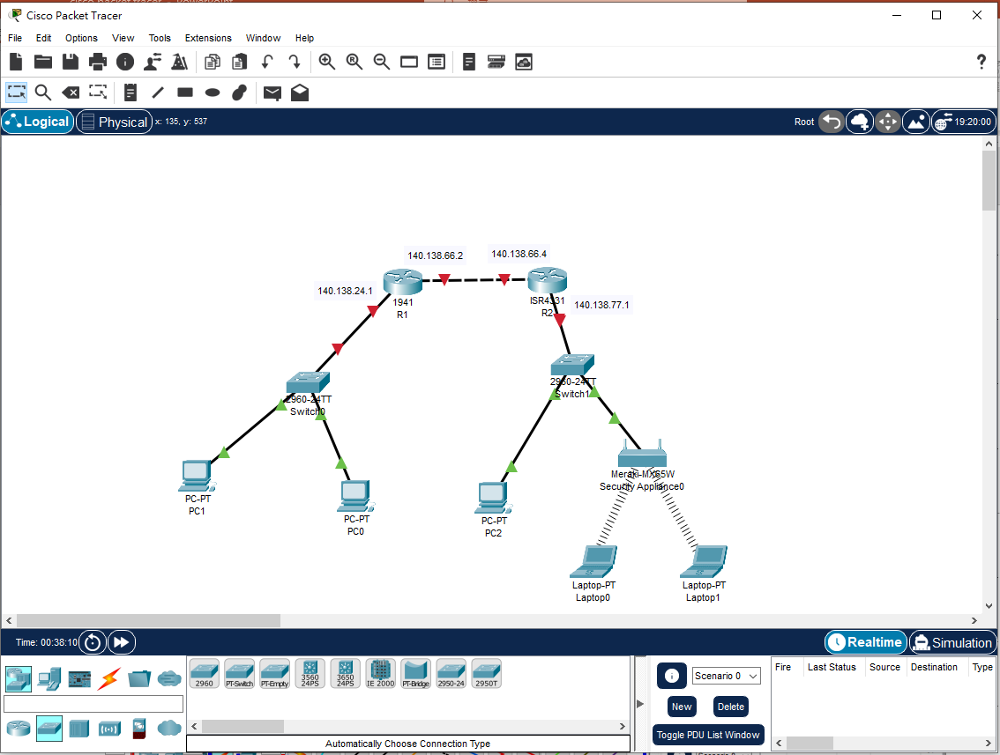 Cisco Packet Tracer
File Edit Options View Tools Extensions Window Help
Logical Physical x: 135, y: 537 Root 19:20:00
140.138.66.2 140.138.66.4
140.138.24.1
1941
R1
ISR4331
R2
140.138.77.1
2960-24TT
Switch0
2960-24TT
Switch1
Meraki-MX65W
Security Appliance0
PC-PT
PC1
PC-PT
PC0
PC-PT
PC2
Laptop-PT
Laptop0
Laptop-PT
Laptop1
Time: 00:38:10 Realtime Simulation
2960 PT-Switch PT-Empty 3560 24PS 3650 24PS IE 2000 PT-Bridge 2950-24 2950T
Automatically Choose Connection Type
Scenario 0
New Delete
Toggle PDU List Window
Fire Last Status Source Destination Type